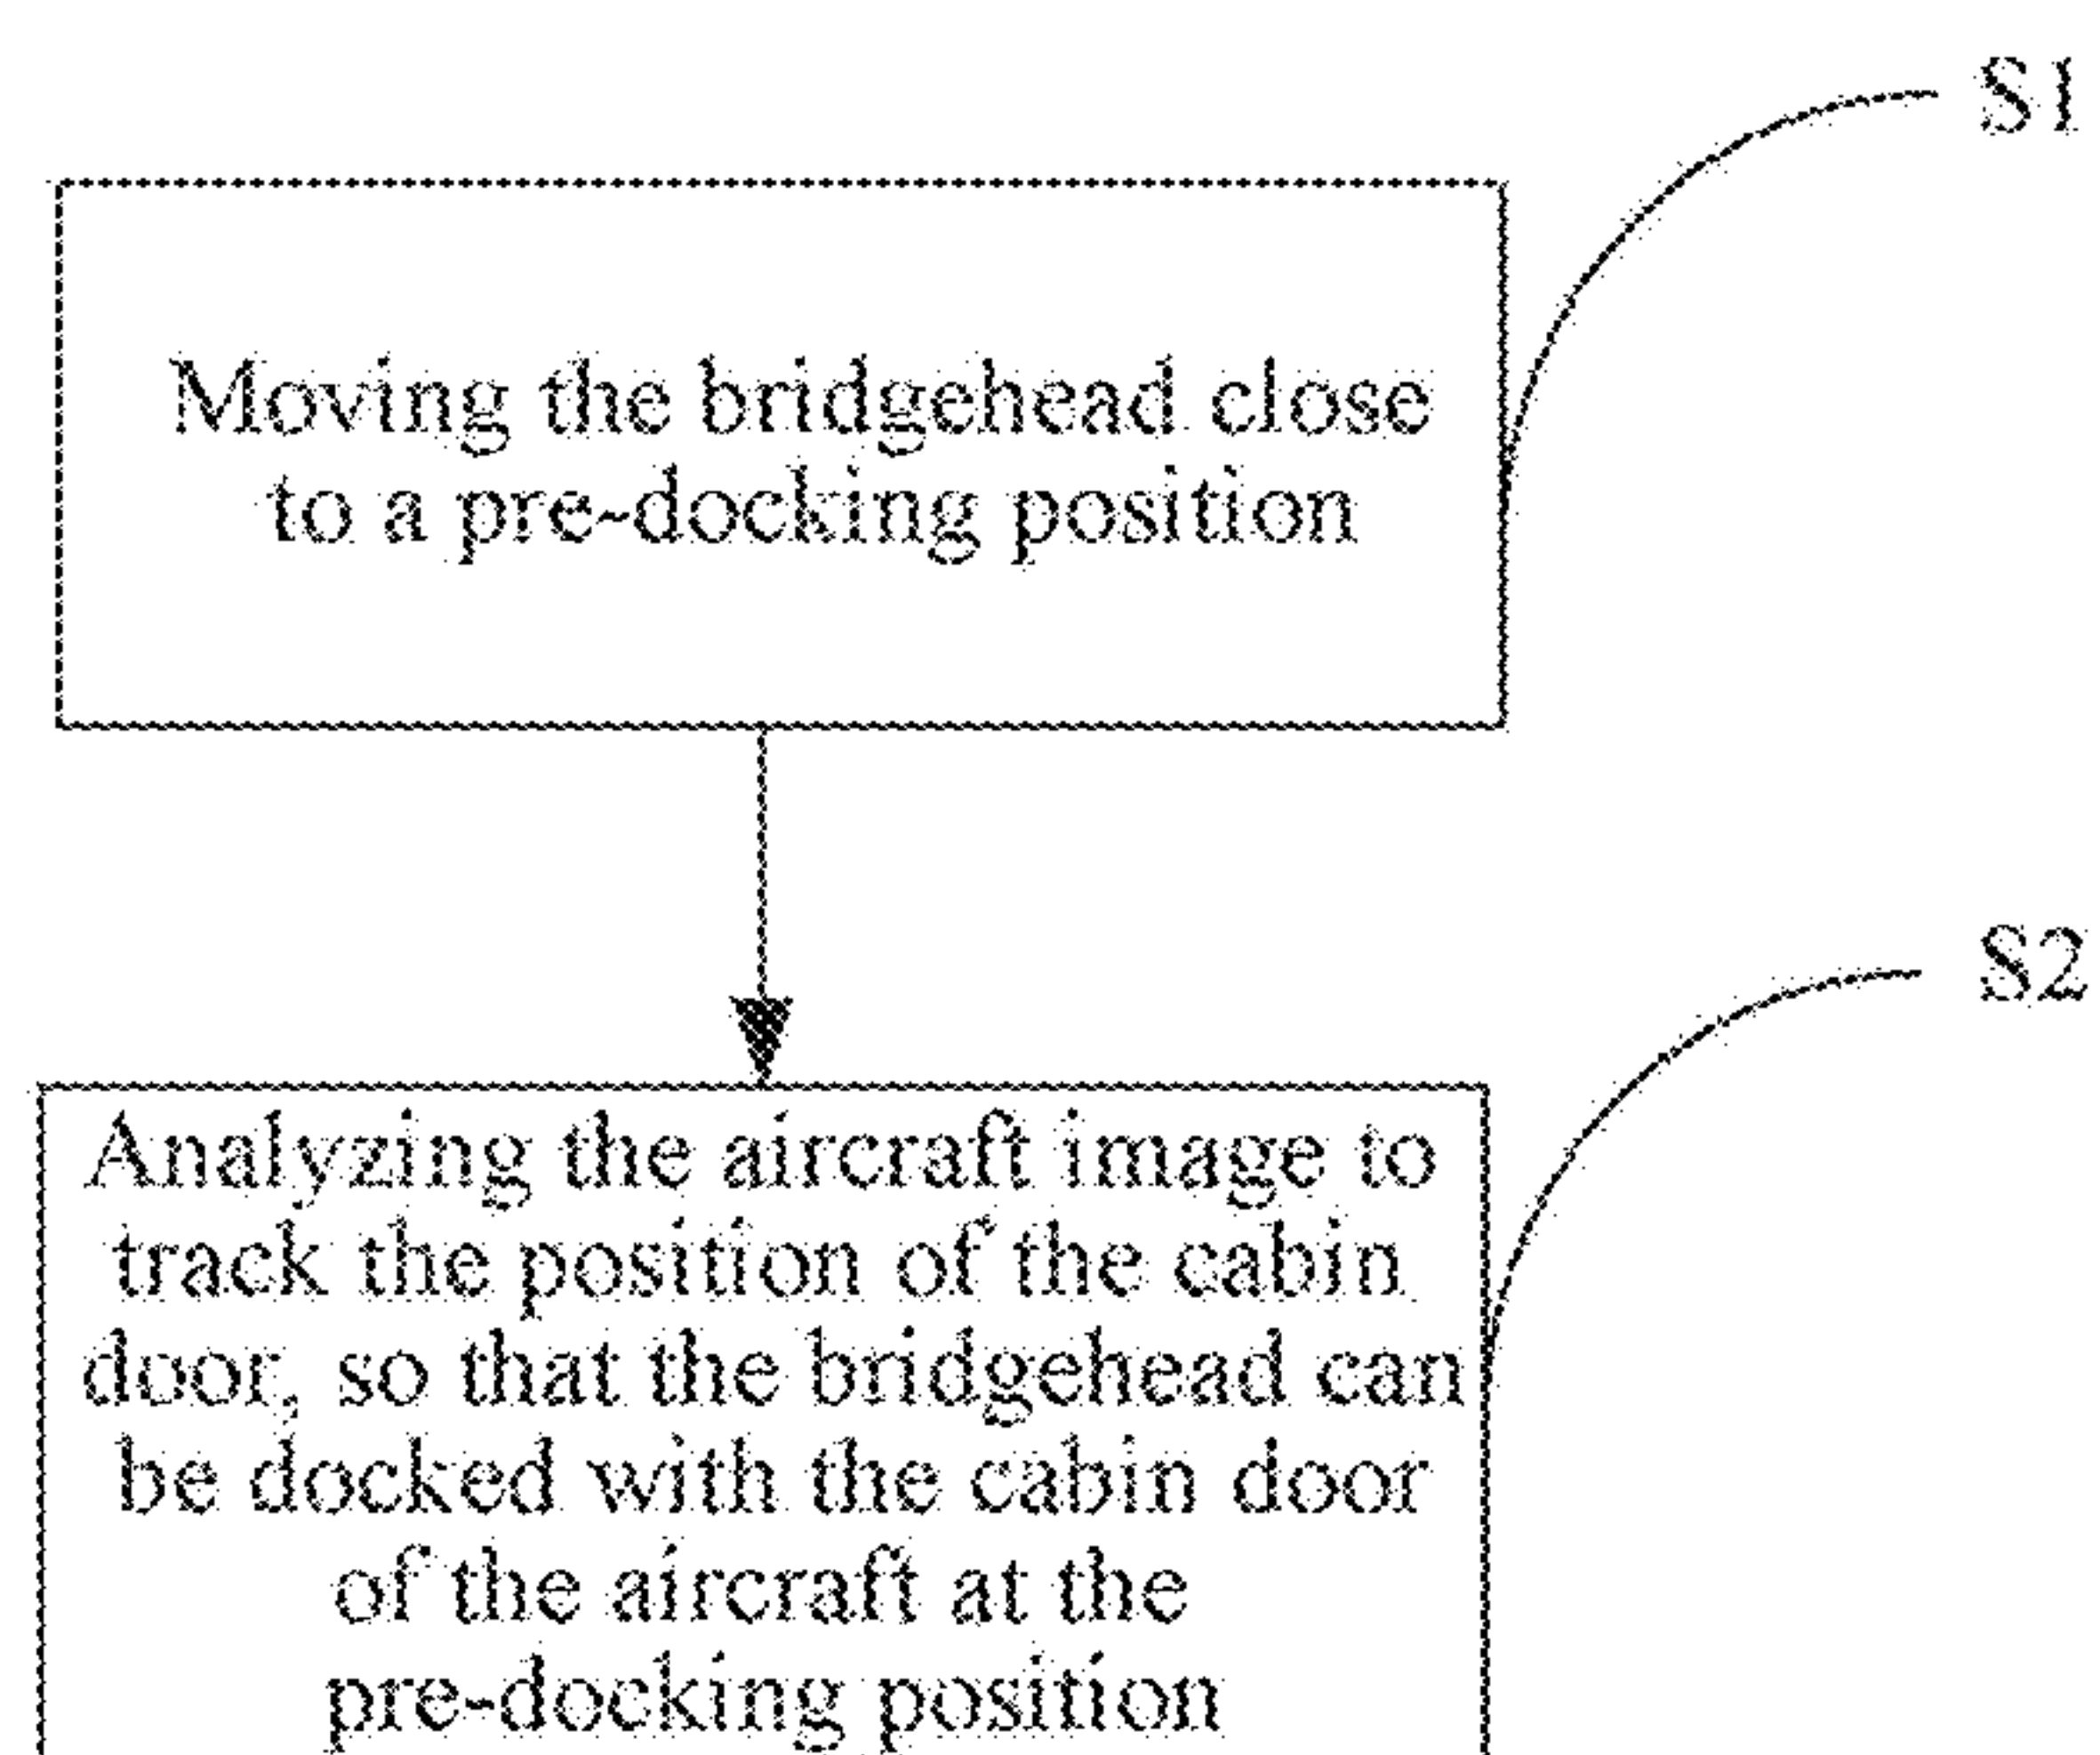 S1
Moving the bridgehead close
to a pre-docking position
S2
Analyzing the aircraft image to
track the position of the cabin
door, so that the bridgehead can
be docked with the cabin door
of the aircraft at the
pre-docking position